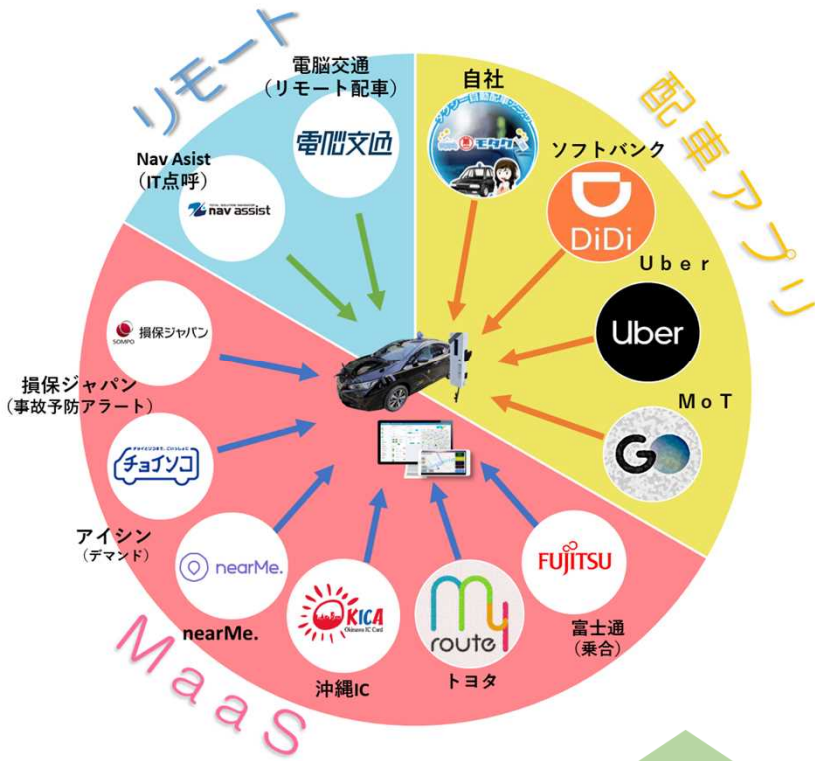 リモート
電脳交通
（リモート配車）
電脳交通
Nav Asist
（IT点呼）
nav assist
配車アプリ
自社
モタク
ソフトバンク
DiDi
Uber
Uber
MoT
GO
MaaS
SOMPO 損保ジャパン
損保ジャパン
（事故予防アラート）
チョイソコ
アイシン
（デマンド）
nearMe.
nearMe.
KICA
Okinawa IC Card
沖縄IC
my route
トヨタ
FUJITSU
富士通
（乗合）